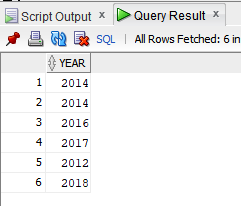 Script Output x Query Result x
SQL | All Rows Fetched: 6 in
YEAR
1 2014
2 2014
3 2016
4 2017
5 2012
6 2018